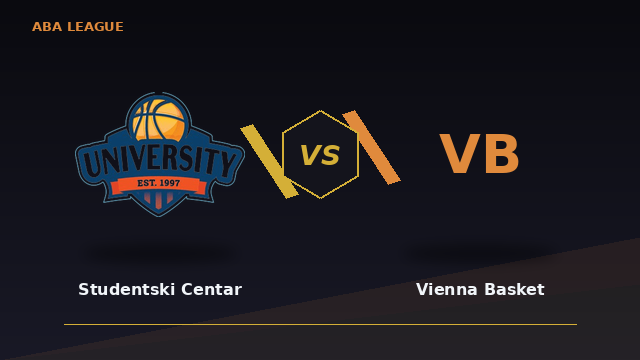 ABA LEAGUE
UNIVERSITY
EST. 1997
VS
VB
Studentski Centar
Vienna Basket